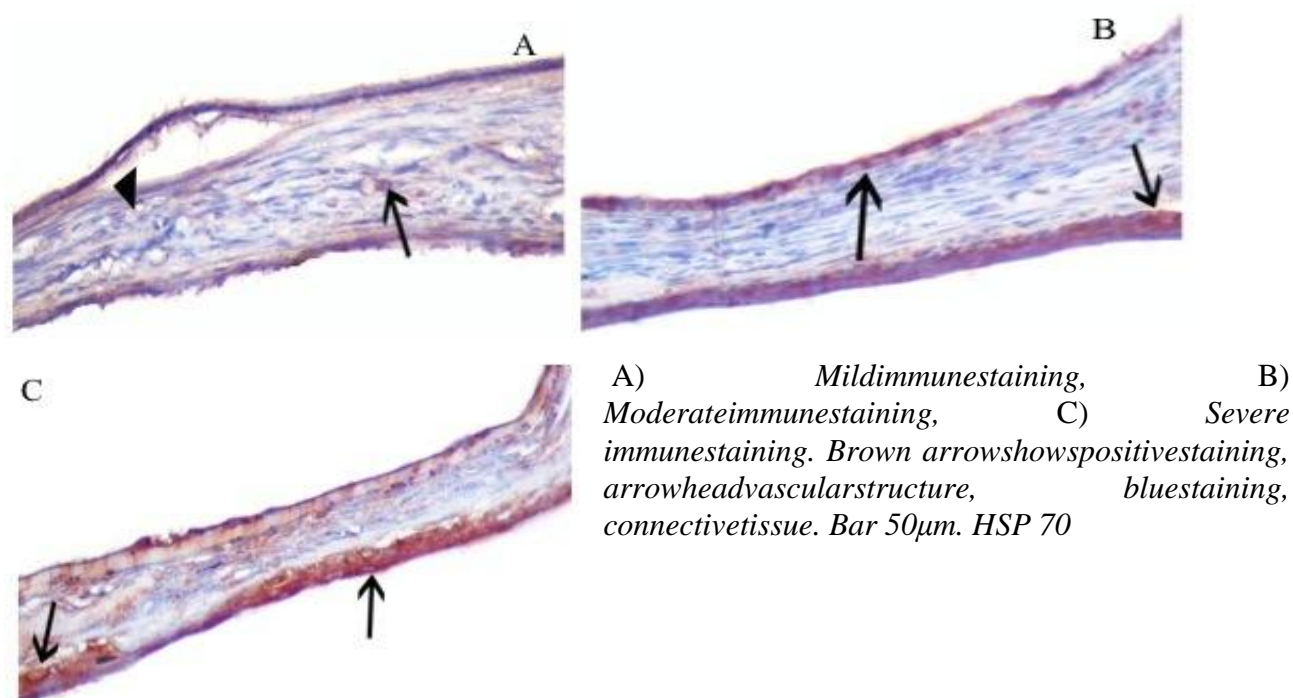 A
B
C
A) Mildimmunestaining, B)
Moderateimmunestaining, C) Severe
immunestaining. Brown arrowshowspositivestaining,
arrowheadvascularstructure, bluestaining,
connectivetissue. Bar 50μm. HSP 70